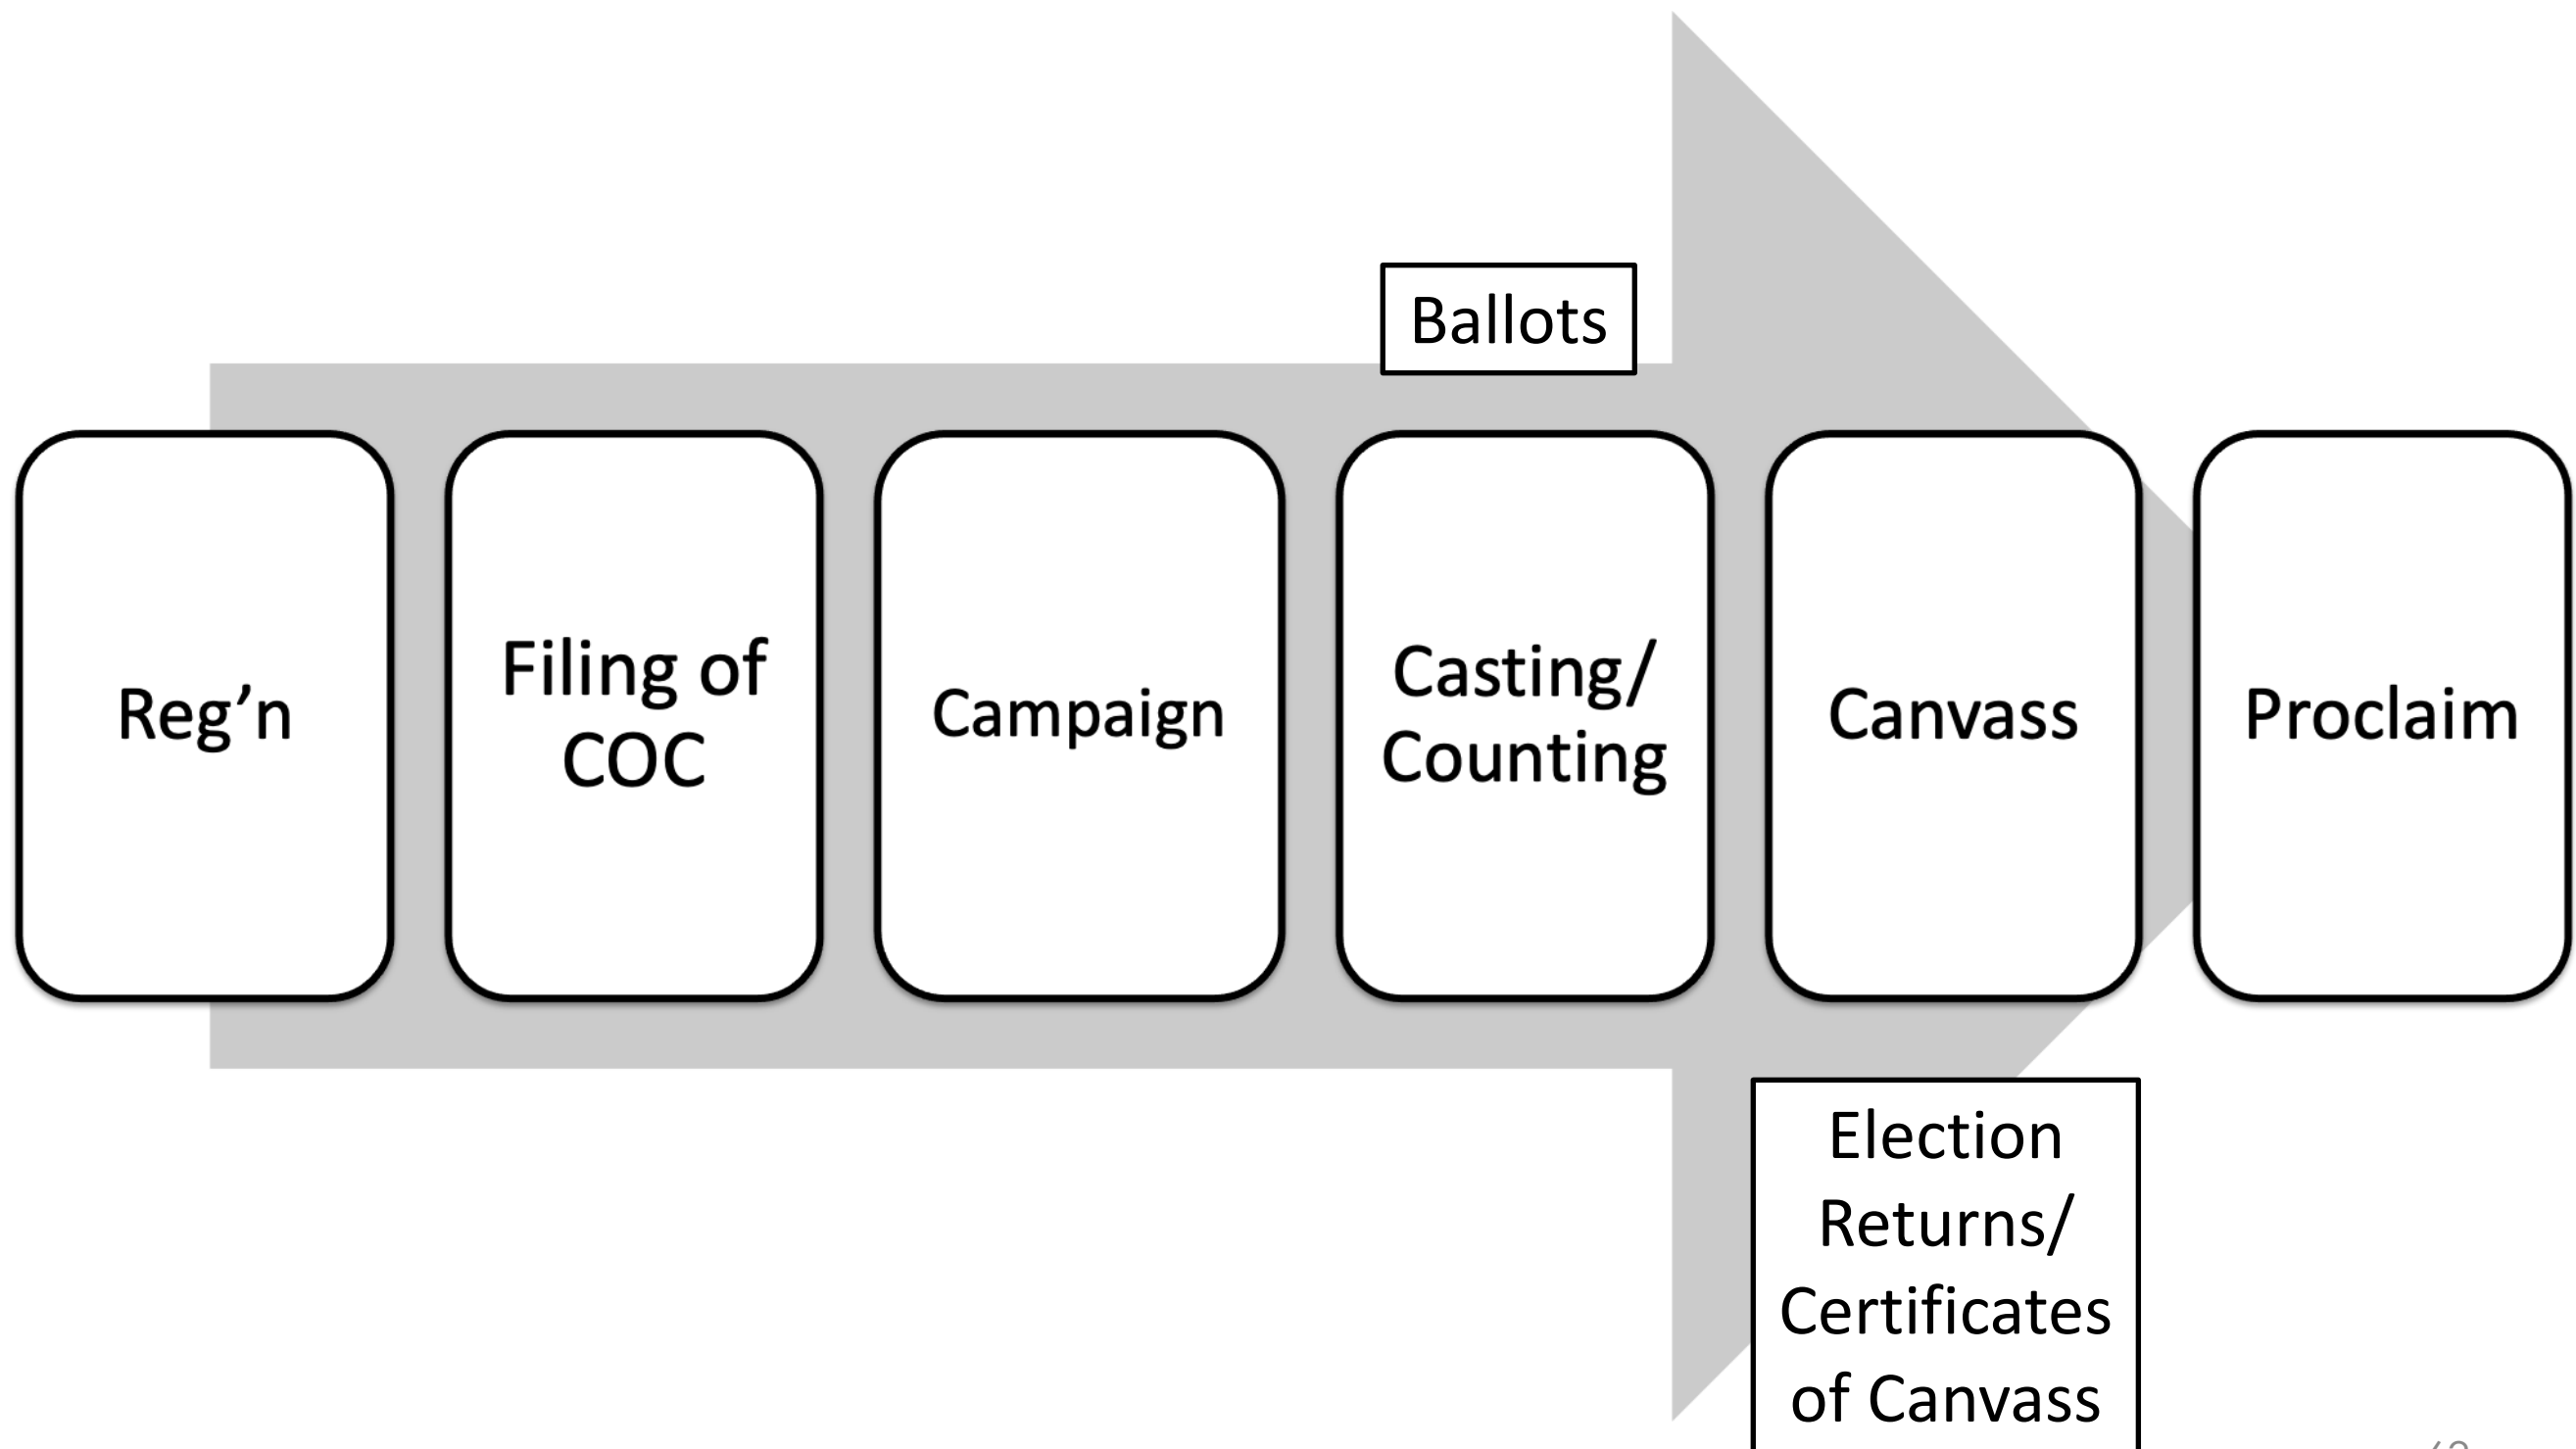 Ballots
Reg’n
Filing of
COC
Campaign
Casting/
Counting
Canvass
Proclaim
Election
Returns/
Certificates
of Canvass